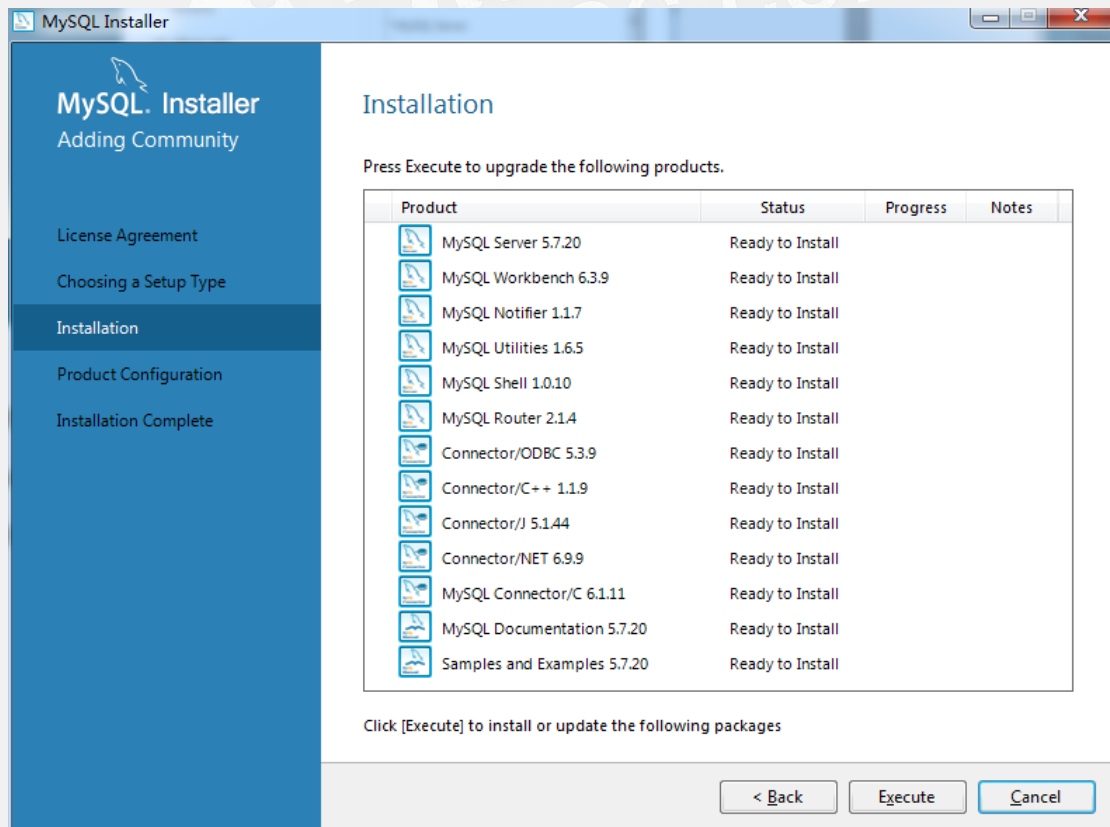 MySQL Installer
MySQL. Installer
Adding Community
License Agreement
Choosing a Setup Type
Installation
Product Configuration
Installation Complete
Installation
Press Execute to upgrade the following products.
Product Status Progress Notes
MySQL Server 5.7.20 Ready to Install
MySQL Workbench 6.3.9 Ready to Install
MySQL Notifier 1.1.7 Ready to Install
MySQL Utilities 1.6.5 Ready to Install
MySQL Shell 1.0.10 Ready to Install
MySQL Router 2.1.4 Ready to Install
Connector/ODBC 5.3.9 Ready to Install
Connector/C++ 1.1.9 Ready to Install
Connector/J 5.1.44 Ready to Install
Connector/NET 6.9.9 Ready to Install
MySQL Connector/C 6.1.11 Ready to Install
MySQL Documentation 5.7.20 Ready to Install
Samples and Examples 5.7.20 Ready to Install
Click [Execute] to install or update the following packages
< Back Execute Cancel